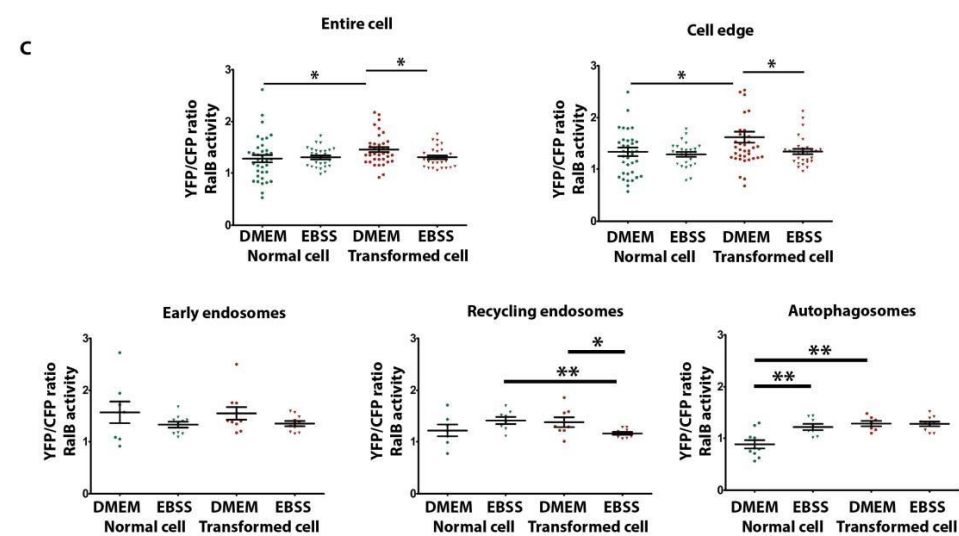 C
Entire cell
*
*
3
2
1
0
YFP/CFP ratio
RalB activity
DMEM EBSS DMEM EBSS
Normal cell Transformed cell
Cell edge
*
*
3
2
1
0
YFP/CFP ratio
RalB activity
DMEM EBSS DMEM EBSS
Normal cell Transformed cell
Early endosomes
3
2
1
0
YFP/CFP ratio
RalB activity
DMEM EBSS DMEM EBSS
Normal cell Transformed cell
Recycling endosomes
*
**
3
2
1
0
YFP/CFP ratio
RalB activity
DMEM EBSS DMEM EBSS
Normal cell Transformed cell
Autophagosomes
**
**
3
2
1
0
YFP/CFP ratio
RalB activity
DMEM EBSS DMEM EBSS
Normal cell Transformed cell